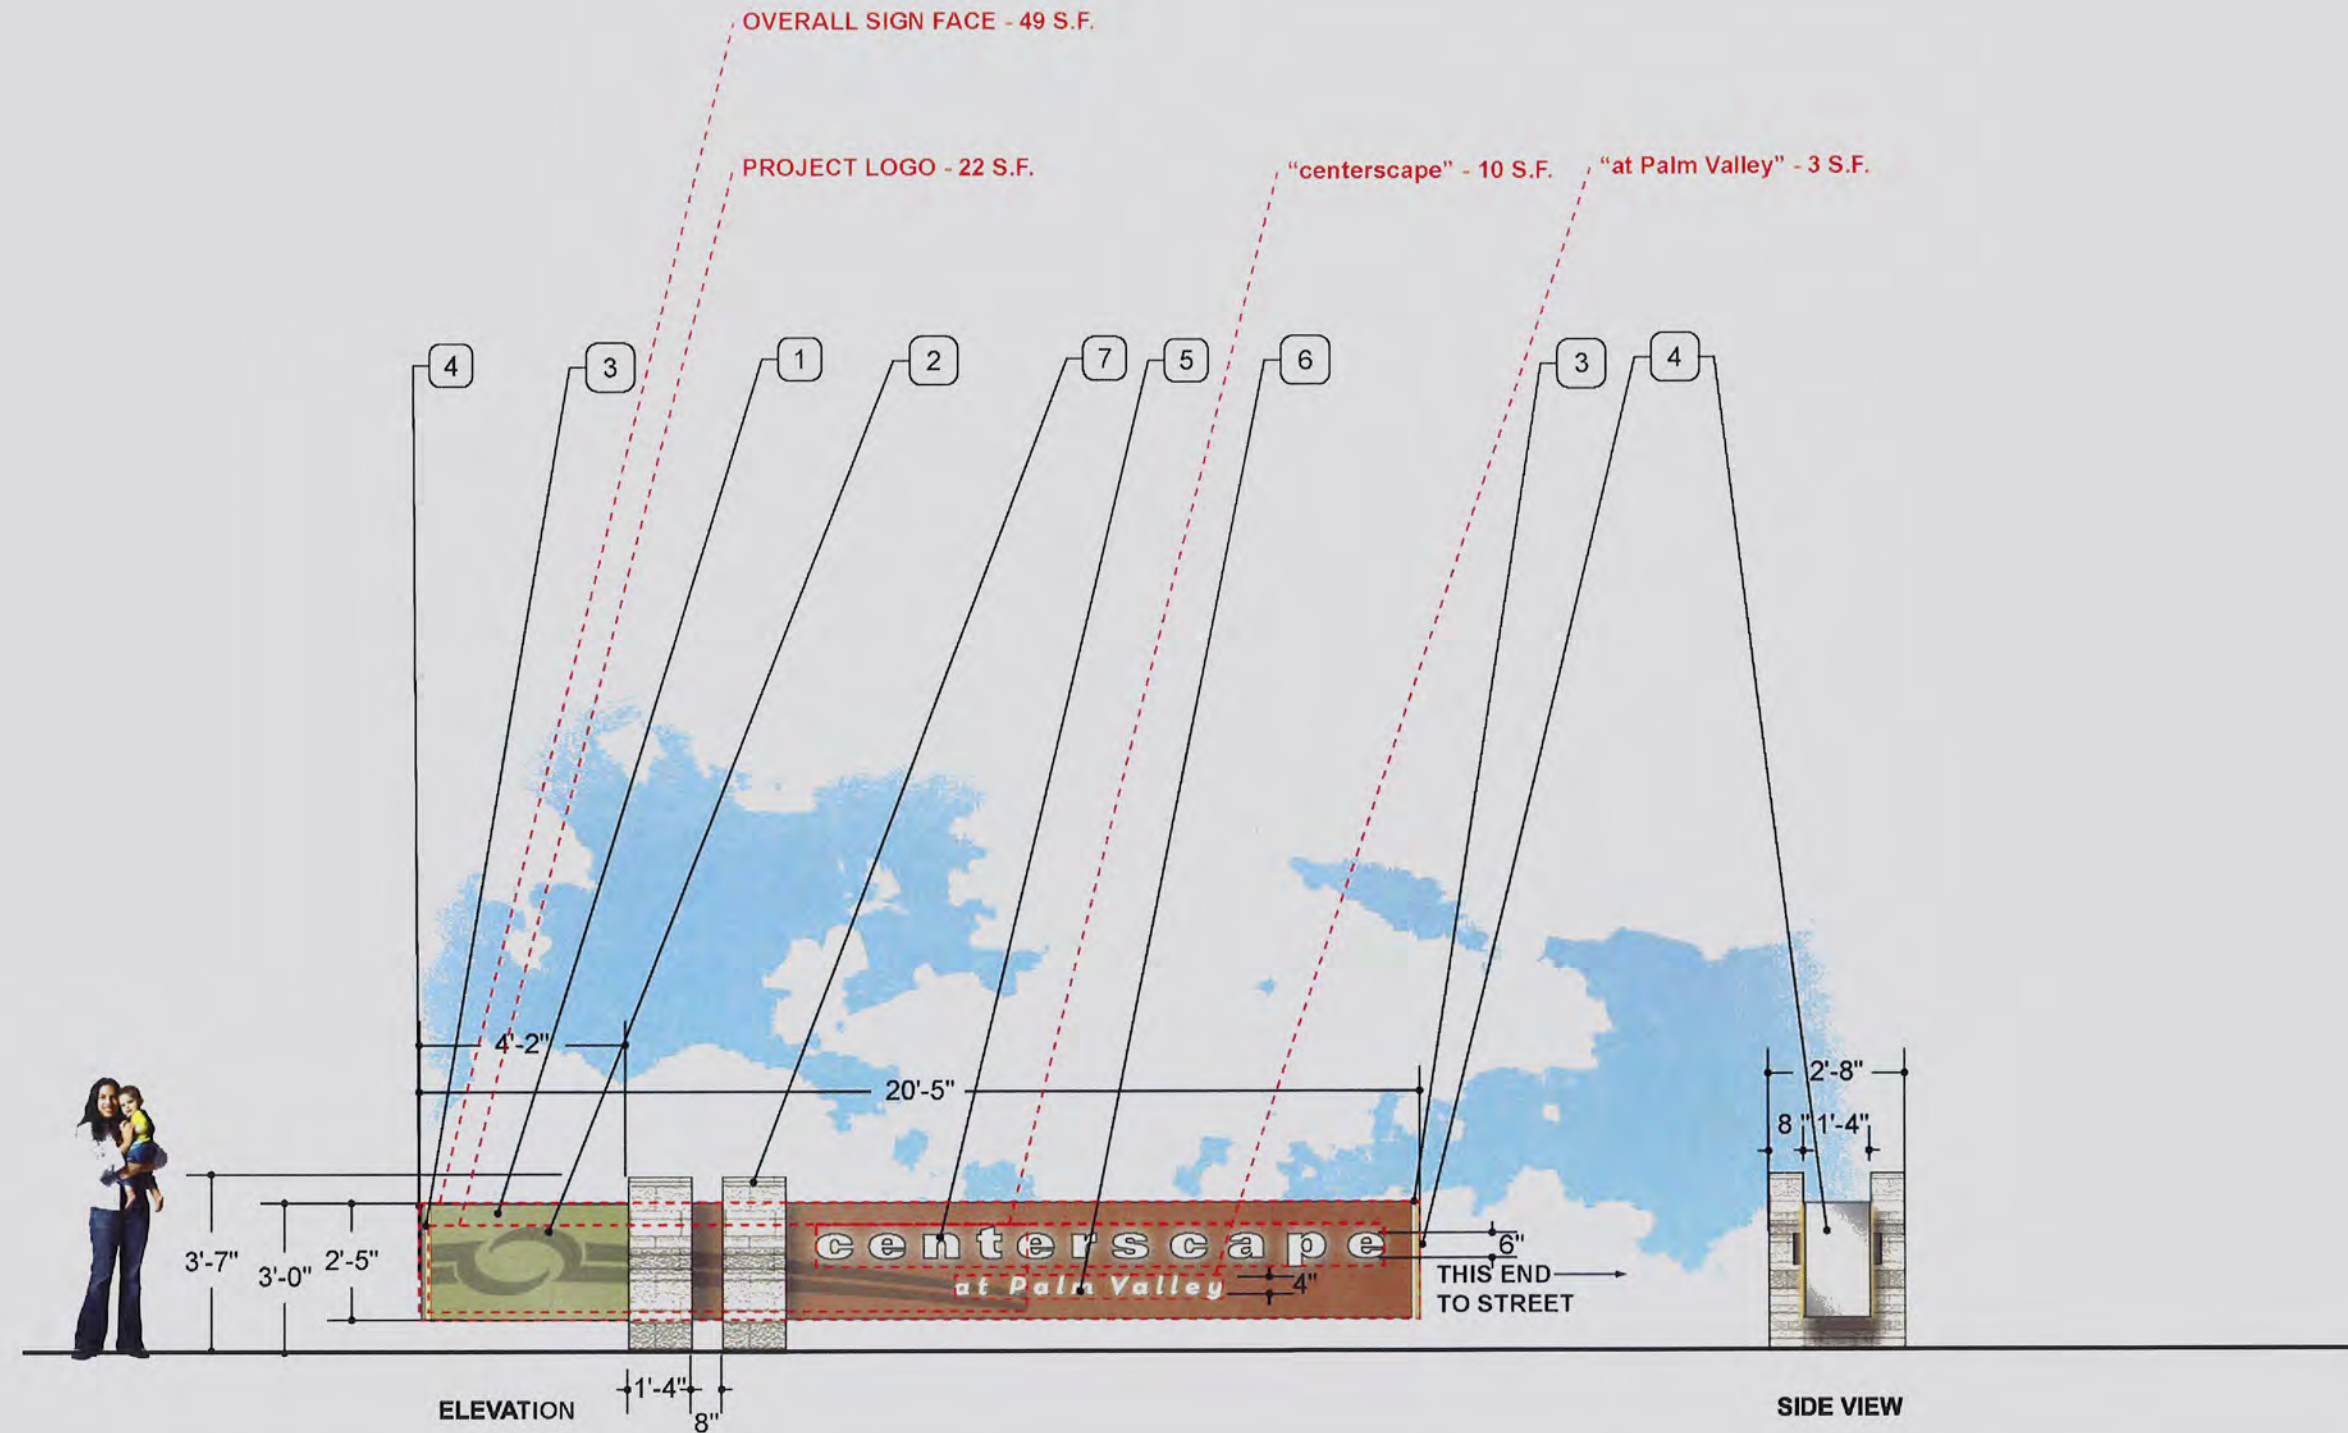 OVERALL SIGN FACE - 49 S.F.
PROJECT LOGO - 22 S.F.
“centerscape” - 10 S.F.
“at Palm Valley” - 3 S.F.
4
3
1
2
7
5
6
3
4
4'-2"
20'-5"
2'-8"
8"
1'-4"
3'-7"
3'-0"
2'-5"
centerscape
at Palm Valley
6"
4"
THIS END
TO STREET
1'-4"
8"
ELEVATION
SIDE VIEW